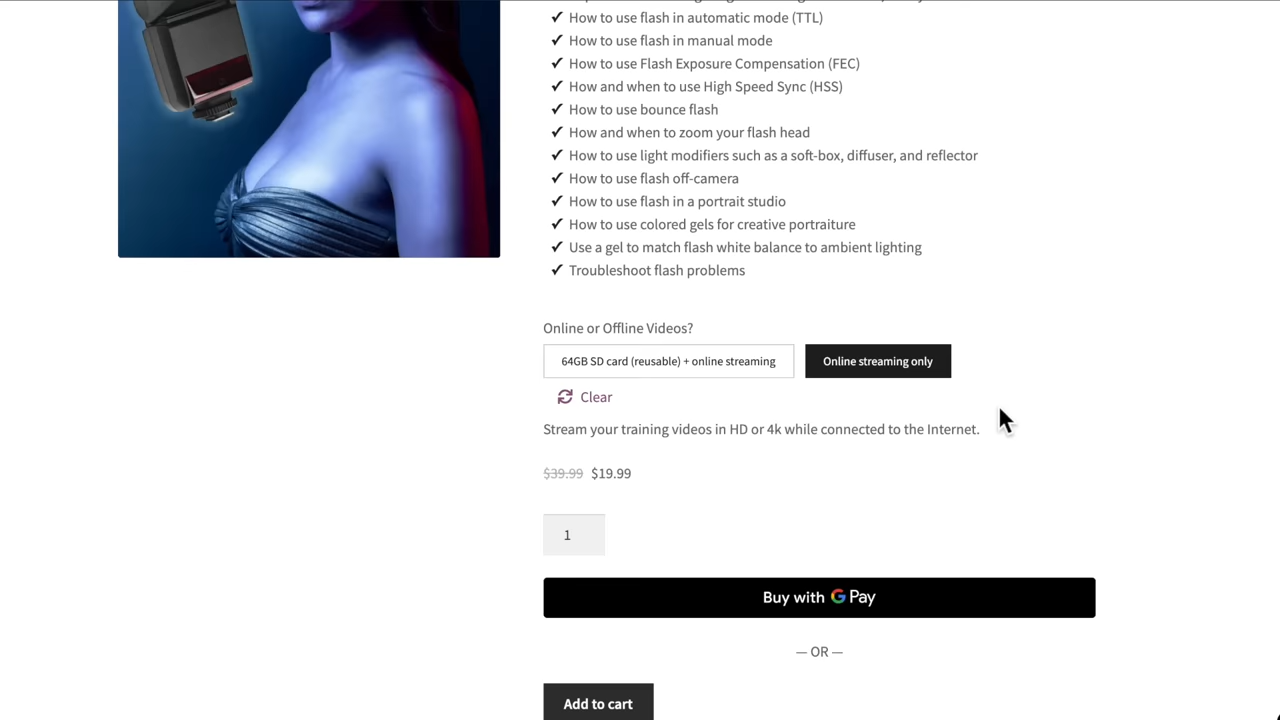 ✔ How to use flash in automatic mode (TTL)
✔ How to use flash in manual mode
✔ How to use Flash Exposure Compensation (FEC)
✔ How and when to use High Speed Sync (HSS)
✔ How to use bounce flash
✔ How and when to zoom your flash head
✔ How to use light modifiers such as a soft-box, diffuser, and reflector
✔ How to use flash off-camera
✔ How to use flash in a portrait studio
✔ How to use colored gels for creative portraiture
✔ Use a gel to match flash white balance to ambient lighting
✔ Troubleshoot flash problems
Online or Offline Videos?
64GB SD card (reusable) + online streaming Online streaming only
Clear
Stream your training videos in HD or 4k while connected to the Internet.
$39.99 $19.99
1
Buy with G Pay
— OR —
Add to cart